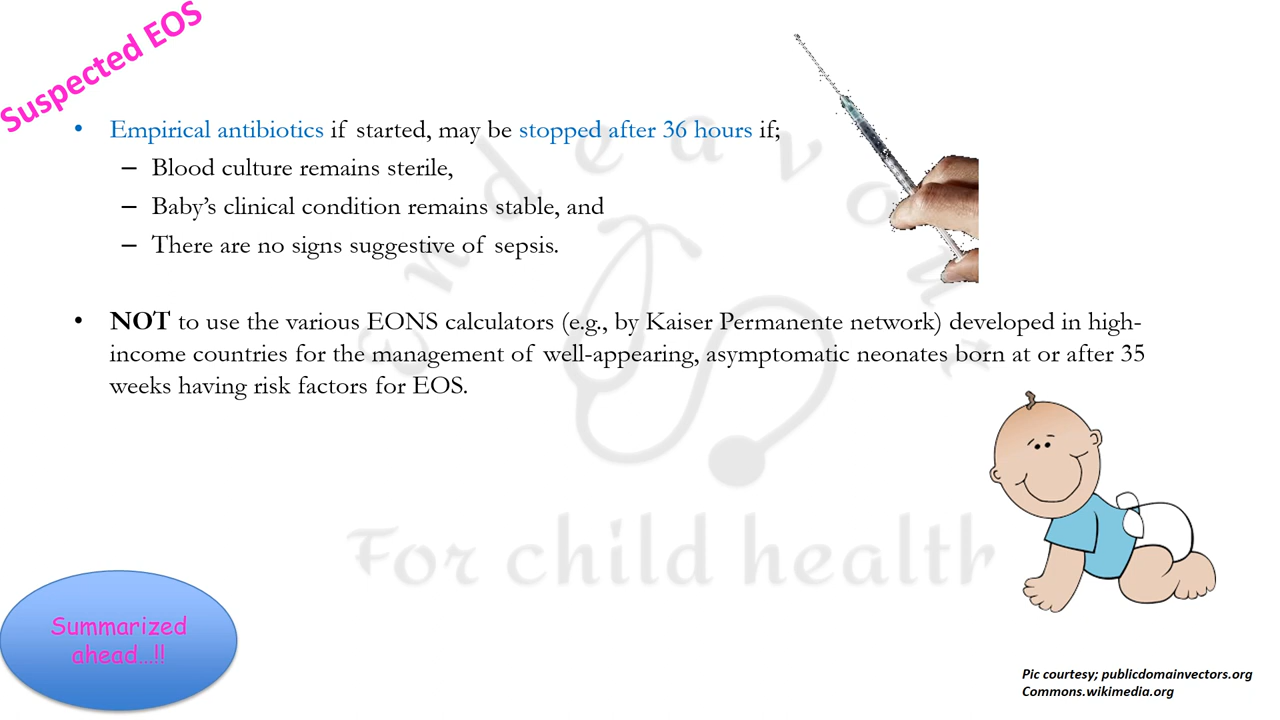 Suspected EOS
• Empirical antibiotics if started, may be stopped after 36 hours if;
– Blood culture remains sterile,
– Baby's clinical condition remains stable, and
– There are no signs suggestive of sepsis.
• NOT to use the various EONS calculators (e.g., by Kaiser Permanente network) developed in high-
income countries for the management of well-appearing, asymptomatic neonates born at or after 35
weeks having risk factors for EOS.
Endeavour
For child health
Summarized
ahead...!!
Pic courtesy; publicdomainvectors.org
Commons.wikimedia.org